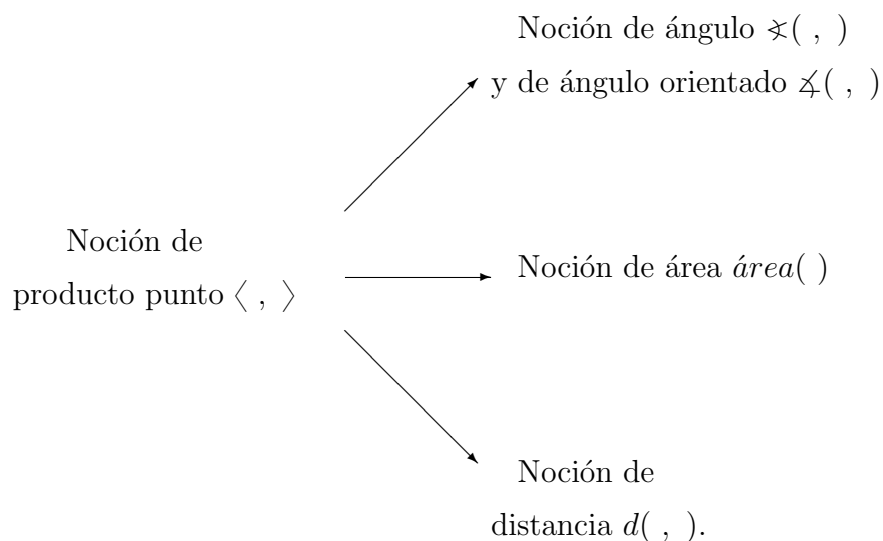 Noción de ángulo ∢( , )
y de ángulo orientado ∡( , )
Noción de
producto punto ⟨ , ⟩
Noción de área área( )
Noción de
distancia d( , ).